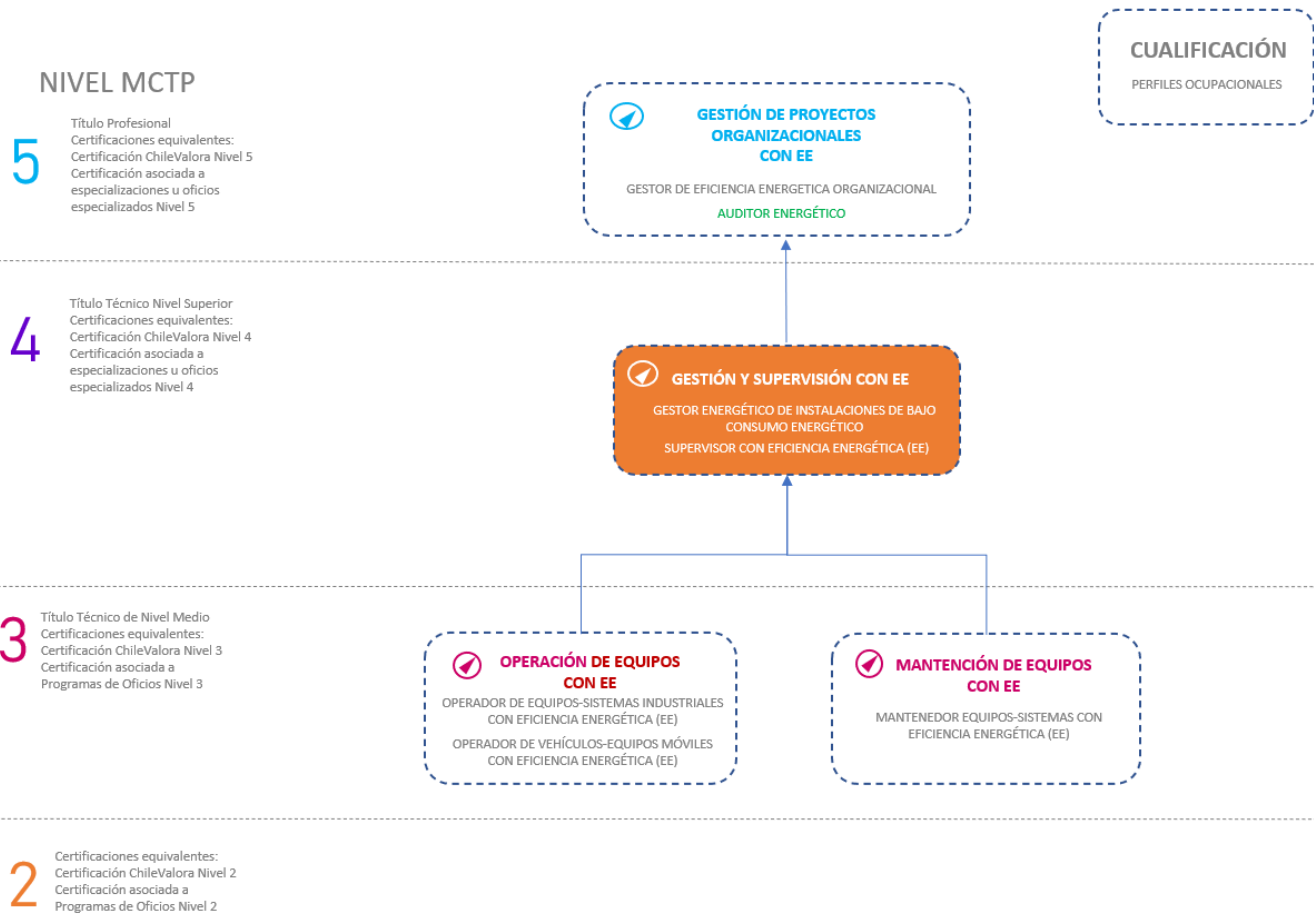 CUALIFICACIÓN
PERFILES OCUPACIONALES
NIVEL MCTP
5
Título Profesional
Certificaciones equivalentes:
Certificación ChileValora Nivel 5
Certificación asociada a
especializaciones u oficios
especializados Nivel 5
GESTIÓN DE PROYECTOS
ORGANIZACIONALES
CON EE
GESTOR DE EFICIENCIA ENERGETICA ORGANIZACIONAL
AUDITOR ENERGÉTICO
4
Título Técnico Nivel Superior
Certificaciones equivalentes:
Certificación ChileValora Nivel 4
Certificación asociada a
especializaciones u oficios
especializados Nivel 4
GESTIÓN Y SUPERVISIÓN CON EE
GESTOR ENERGÉTICO DE INSTALACIONES DE BAJO
CONSUMO ENERGÉTICO
SUPERVISOR CON EFICIENCIA ENERGÉTICA (EE)
3
Título Técnico de Nivel Medio
Certificaciones equivalentes:
Certificación ChileValora Nivel 3
Certificación asociada a
Programas de Oficios Nivel 3
OPERACIÓN DE EQUIPOS
CON EE
OPERADOR DE EQUIPOS-SISTEMAS INDUSTRIALES
CON EFICIENCIA ENERGÉTICA (EE)
OPERADOR DE VEHÍCULOS-EQUIPOS MÓVILES
CON EFICIENCIA ENERGÉTICA (EE)
MANTENCIÓN DE EQUIPOS
CON EE
MANTENEDOR EQUIPOS-SISTEMAS CON
EFICIENCIA ENERGÉTICA (EE)
2
Certificaciones equivalentes:
Certificación ChileValora Nivel 2
Certificación asociada a
Programas de Oficios Nivel 2